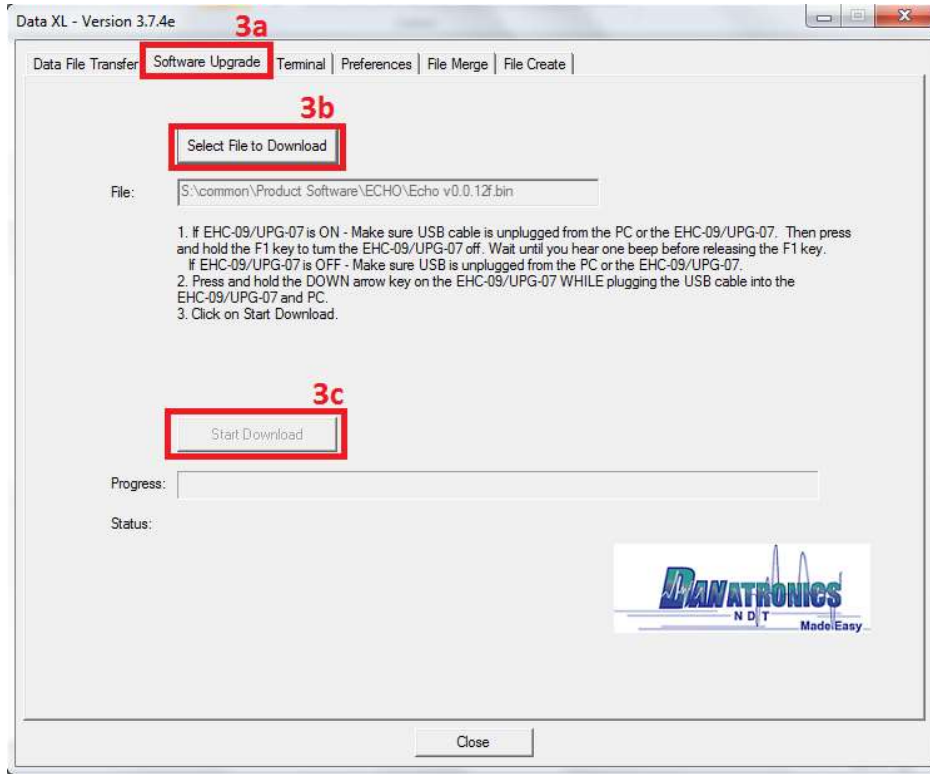 Data XL - Version 3.7.4e
3a
Data File Transfer Software Upgrade Terminal Preferences File Merge File Create
3b
Select File to Download
File: S:\common\Product Software\ECHO\Echo v0.0.12f.bin
1. If EHC-09/UPG-07 is ON - Make sure USB cable is unplugged from the PC or the EHC-09/UPG-07. Then press
and hold the F1 key to turn the EHC-09/UPG-07 off. Wait until you hear one beep before releasing the F1 key.
If EHC-09/UPG-07 is OFF - Make sure USB is unplugged from the PC or the EHC-09/UPG-07.
2. Press and hold the DOWN arrow key on the EHC-09/UPG-07 WHILE plugging the USB cable into the
EHC-09/UPG-07 and PC.
3. Click on Start Download.
3c
Start Download
Progress:
Status:
DANATRONICS
NDT
Made Easy
Close